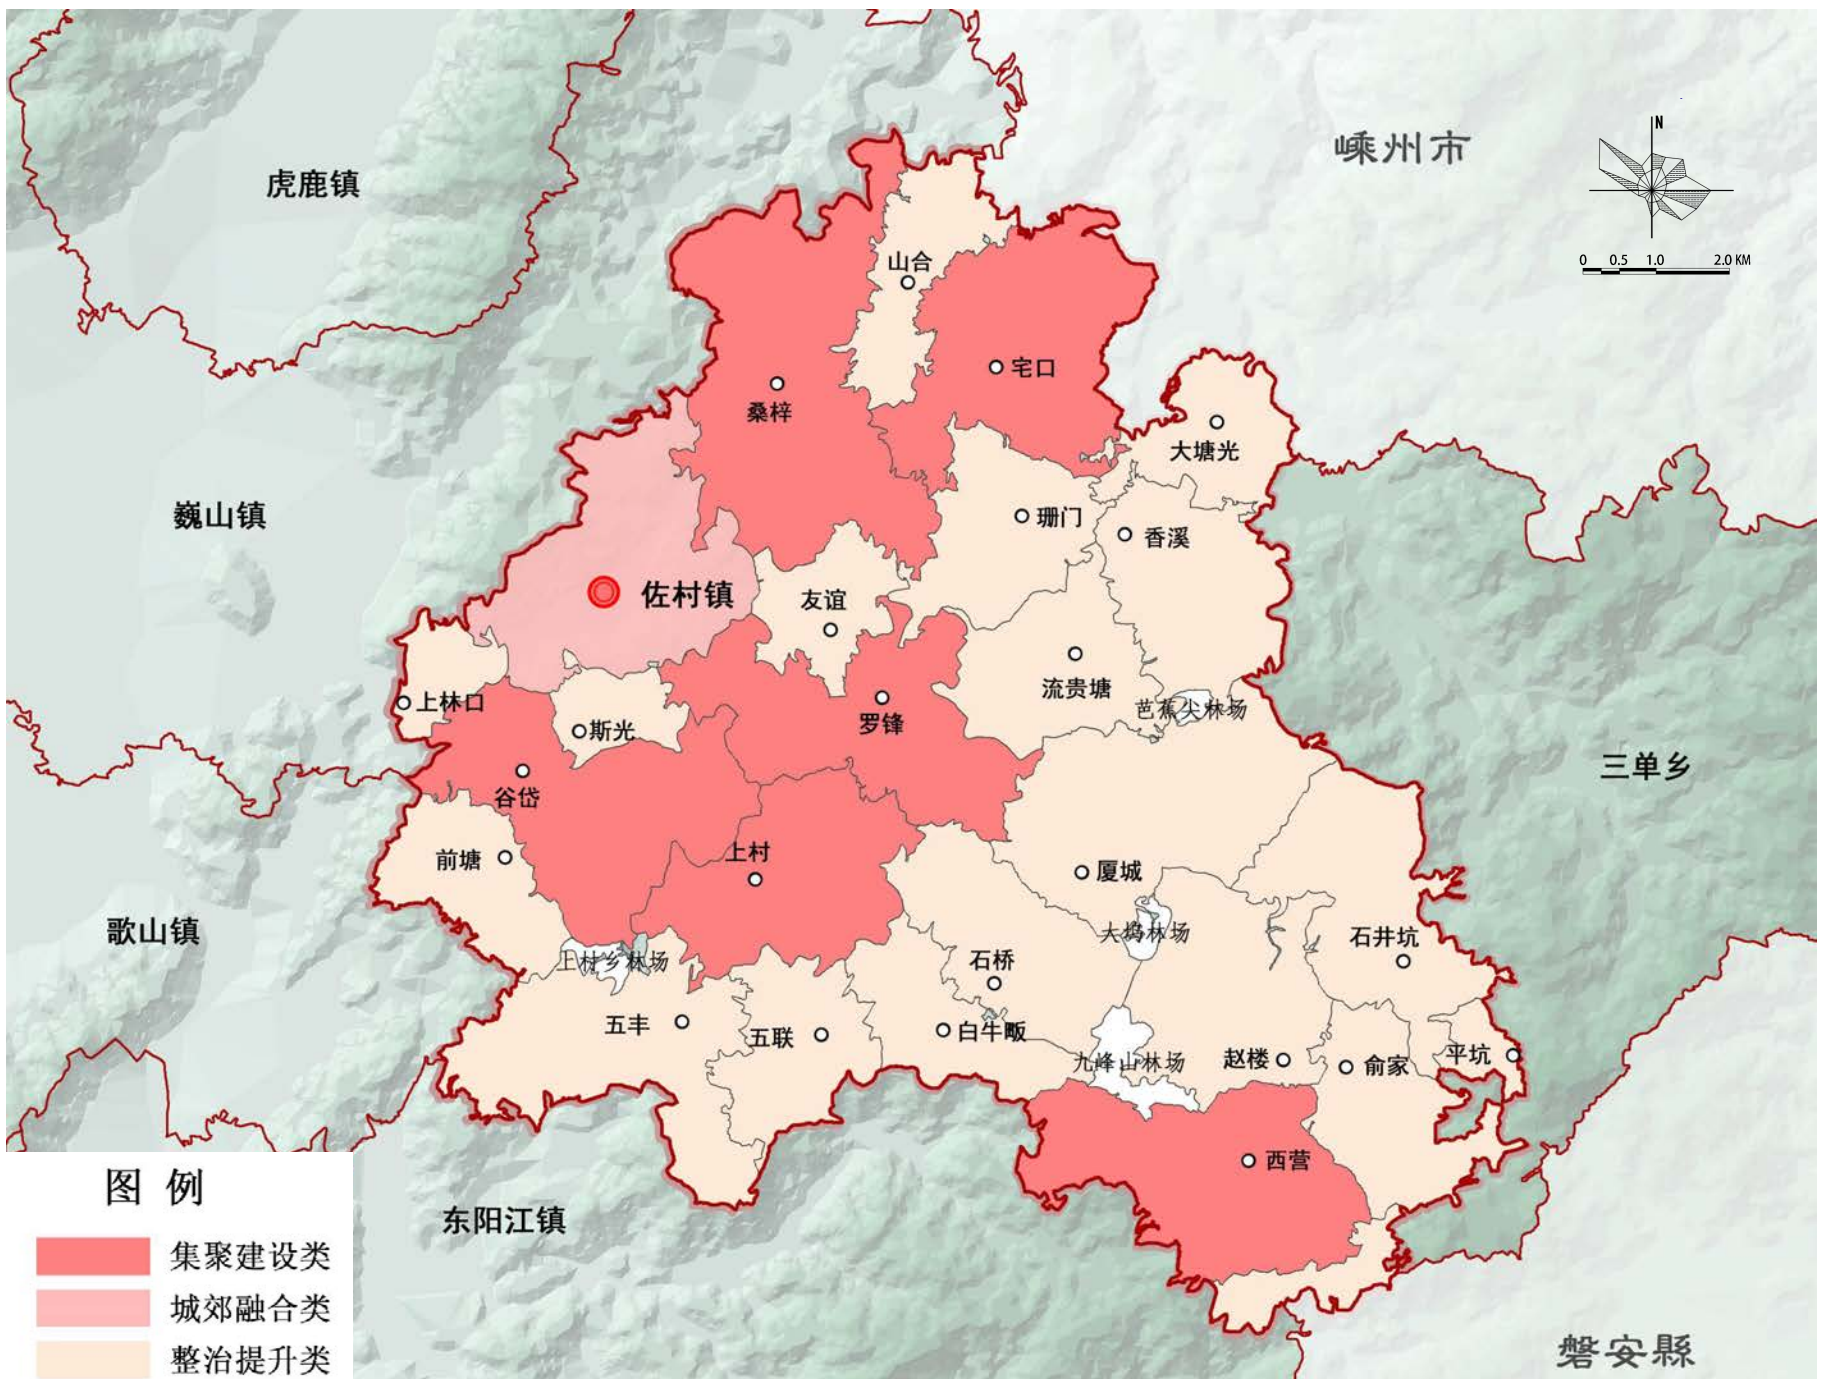 嵊州市
N
虎鹿镇
0 0.5 1.0 2.0 KM
山合
宅口
桑梓
大塘光
巍山镇
珊门
香溪
佐村镇
友谊
流贵塘
上林口
芭蕉尖林场
斯光
罗锋
三单乡
谷岱
上村
前塘
厦城
歌山镇
大坞林场
石井坑
上村乡林场
石桥
五丰
五联
白牛畈
九峰山林场
赵楼
俞家
平坑
西营
东阳江镇
磐安縣
图 例
集聚建设类
城郊融合类
整治提升类